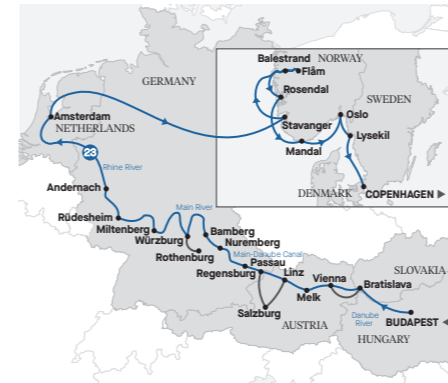 NORWAY
Balestrand
Flåm
GERMANY
Rosendal
SWEDEN
Amsterdam
NETHERLANDS
Stavanger
Oslo
Mandal
Lysekil
23
Rhine River
DENMARK
COPENHAGEN
Andernach
Main River
Rüdesheim
Miltenberg
Bamberg
Würzburg
Nuremberg
Rothenburg
Main-Danube Canal
Passau
Regensburg
Linz
Vienna
SLOVAKIA
Bratislava
Melk
Salzburg
Danube
River
BUDAPEST
AUSTRIA
HUNGARY